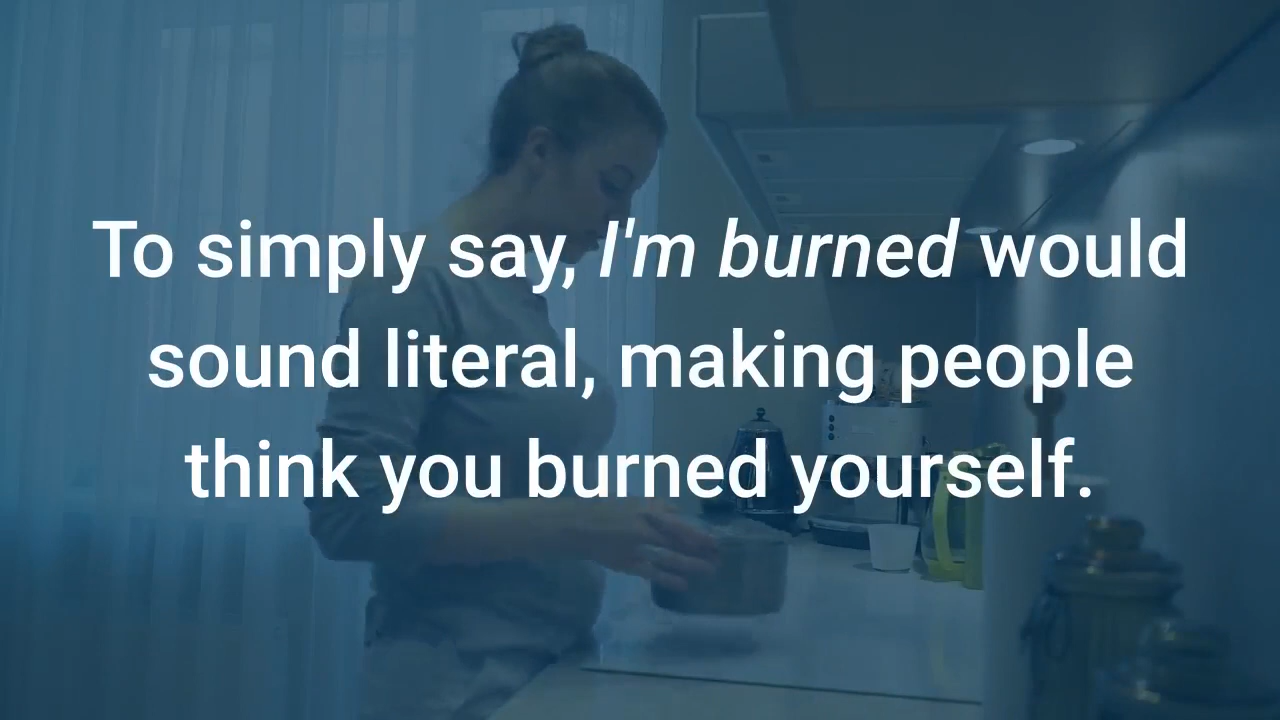 To simply say, I'm burned would
sound literal, making people
think you burned yourself.